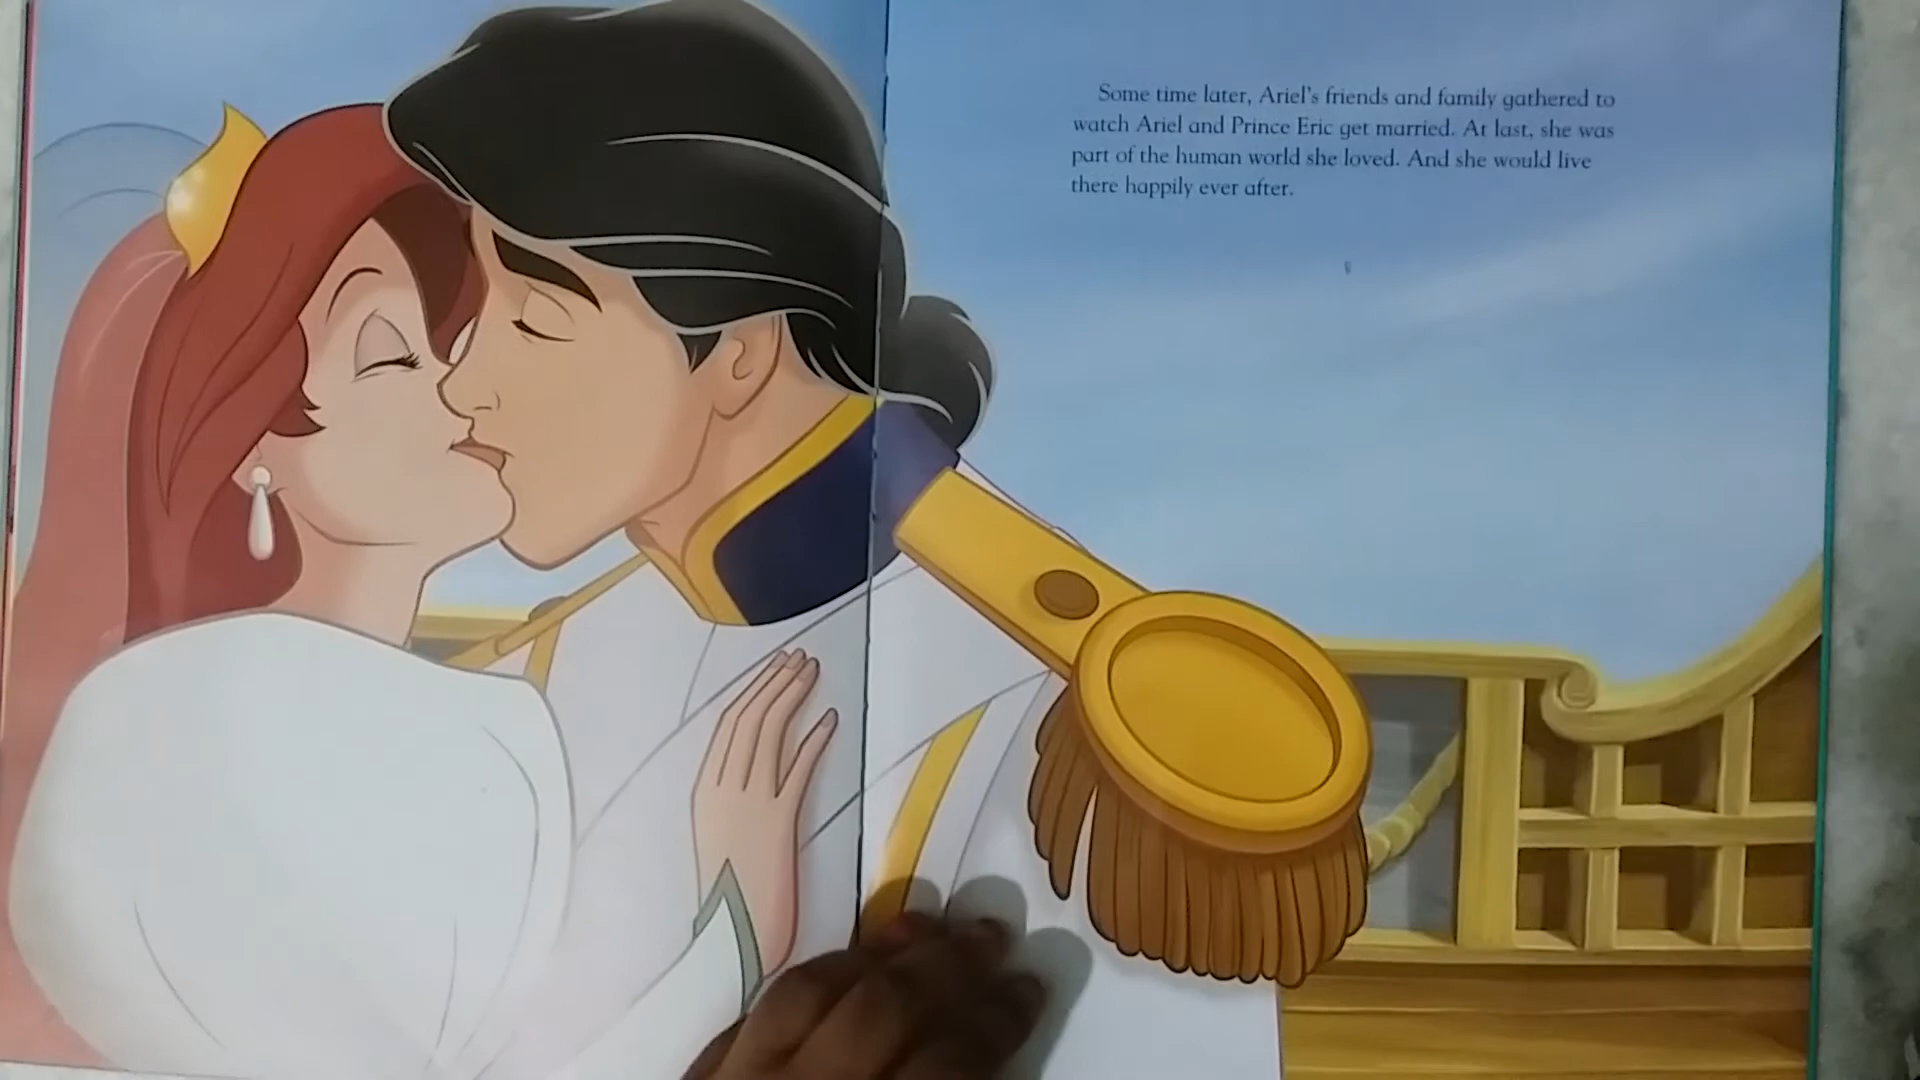 Some time later, Ariel's friends and family gathered to
watch Ariel and Prince Eric get married. At last, she was
part of the human world she loved. And she would live
there happily ever after.